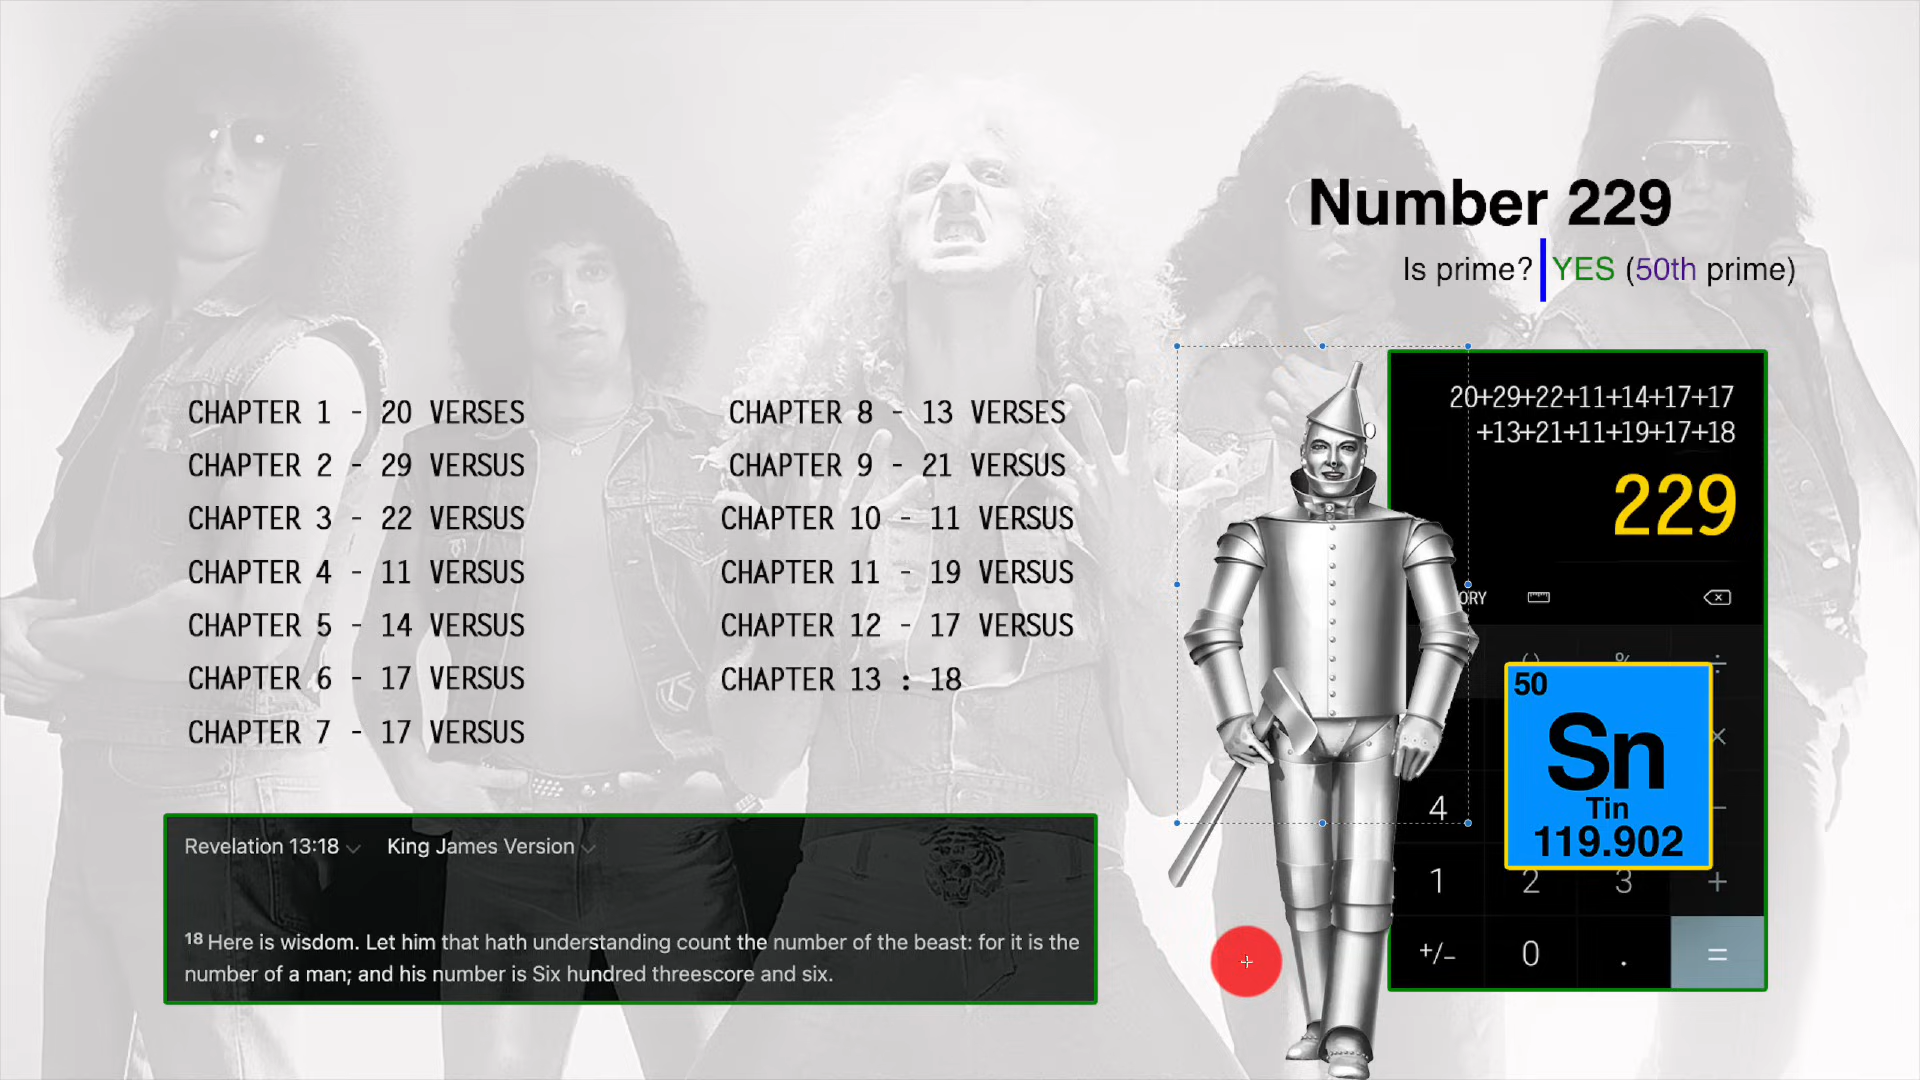 Number 229
Is prime? YES (50th prime)
CHAPTER 1 - 20 VERSES
CHAPTER 2 - 29 VERSUS
CHAPTER 3 - 22 VERSUS
CHAPTER 4 - 11 VERSUS
CHAPTER 5 - 14 VERSUS
CHAPTER 6 - 17 VERSUS
CHAPTER 7 - 17 VERSUS
CHAPTER 8 - 13 VERSES
CHAPTER 9 - 21 VERSUS
CHAPTER 10 - 11 VERSUS
CHAPTER 11 - 19 VERSUS
CHAPTER 12 - 17 VERSUS
CHAPTER 13 : 18
20+29+22+11+14+17+17
+13+21+11+19+17+18
229
ORY
() % ÷
×
50
Sn
Tin
119.902
4 −
1 2 3 +
+/− 0 . =
Revelation 13:18 King James Version
18 Here is wisdom. Let him that hath understanding count the number of the beast: for it is the
number of a man; and his number is Six hundred threescore and six.